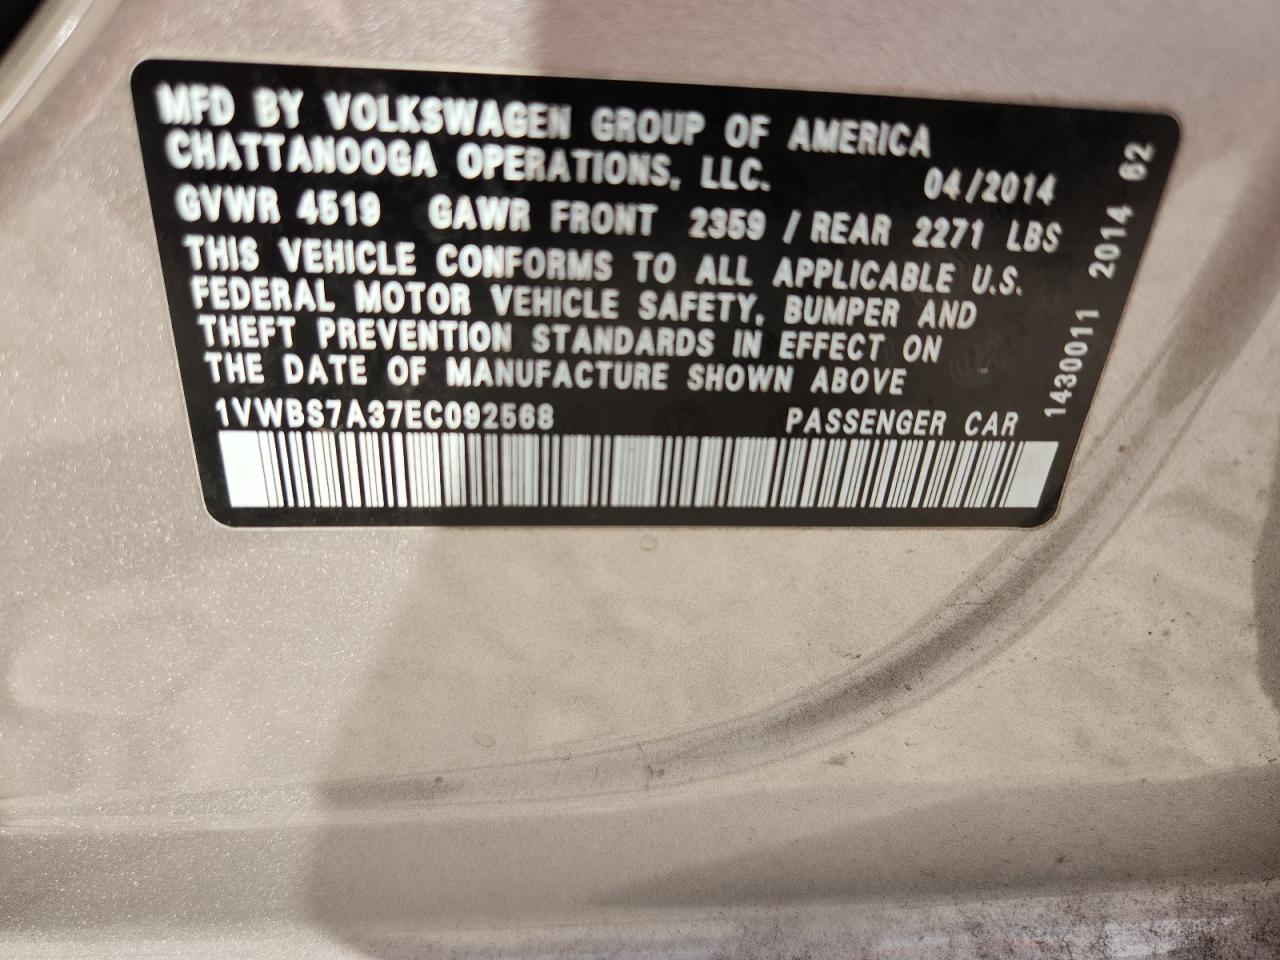 MFD BY VOLKSWAGEN GROUP OF AMERICA
CHATTANOOGA OPERATIONS, LLC. 04/2014
GVWR 4519 GAWR FRONT 2359 / REAR 2271 LBS
THIS VEHICLE CONFORMS TO ALL APPLICABLE U.S.
FEDERAL MOTOR VEHICLE SAFETY, BUMPER AND
THEFT PREVENTION STANDARDS IN EFFECT ON
THE DATE OF MANUFACTURE SHOWN ABOVE
1VWBS7A37EC092568 PASSENGER CAR
1430011 2014 62